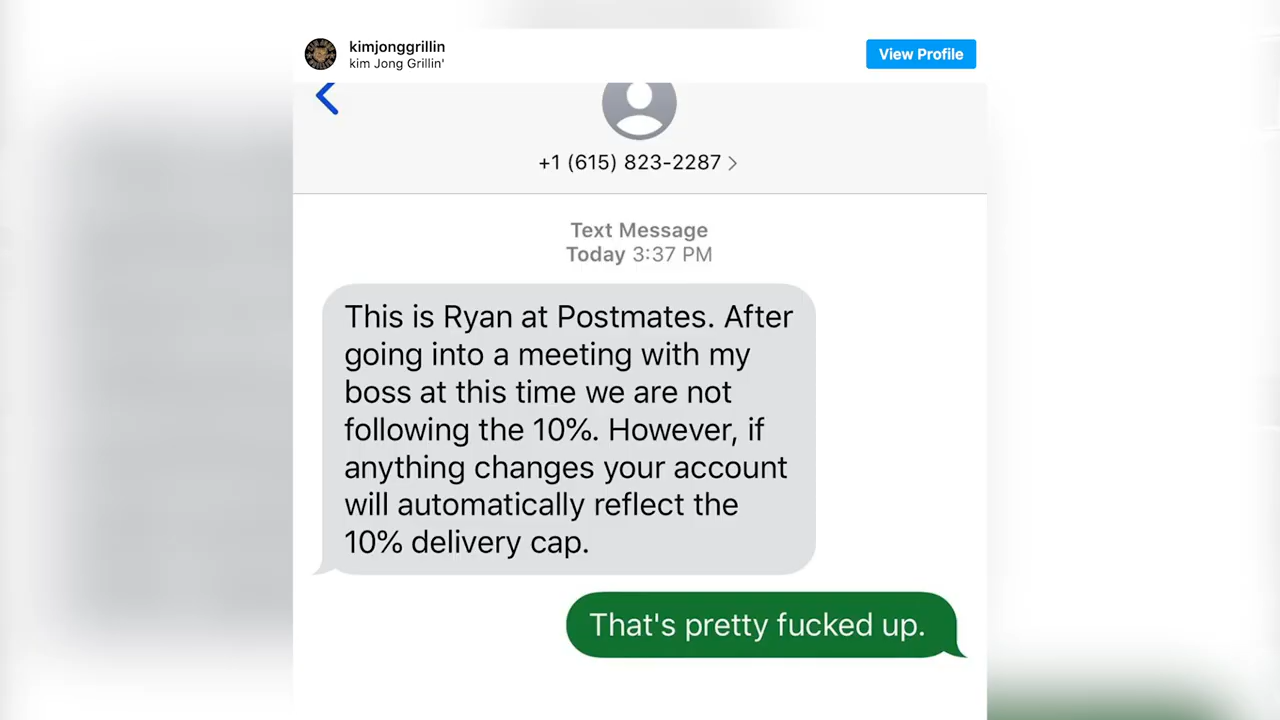 kimjonggrillin
kim Jong Grillin'
View Profile
+1 (615) 823-2287
Text Message
Today 3:37 PM
This is Ryan at Postmates. After
going into a meeting with my
boss at this time we are not
following the 10%. However, if
anything changes your account
will automatically reflect the
10% delivery cap.
That's pretty fucked up.